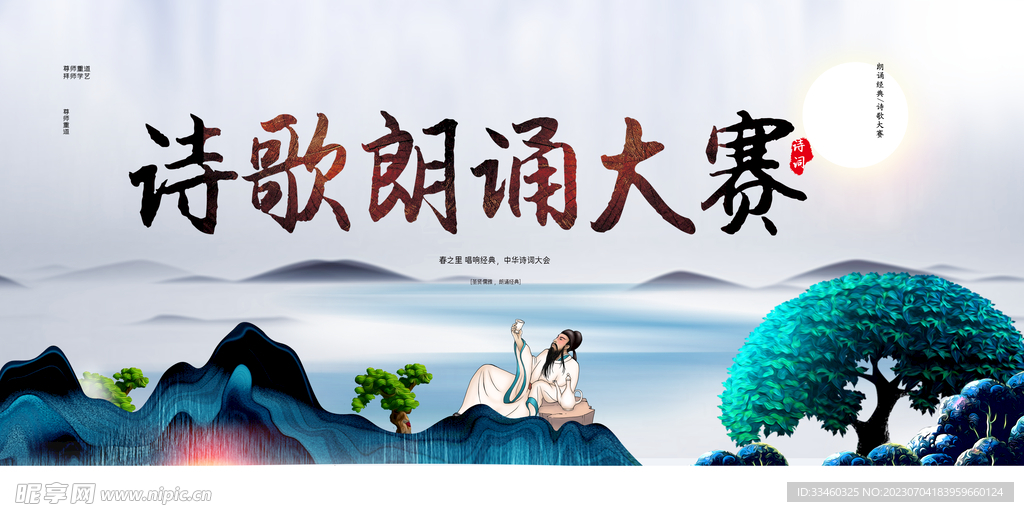 尊师重道
拜师学艺
尊师重道
朗诵经典/诗歌大赛
诗歌朗诵大赛
诗词
春之里 唱响经典，中华诗词大会
昵享网 www.nipic.cn
ID:33460325 NO:20230704183959660124